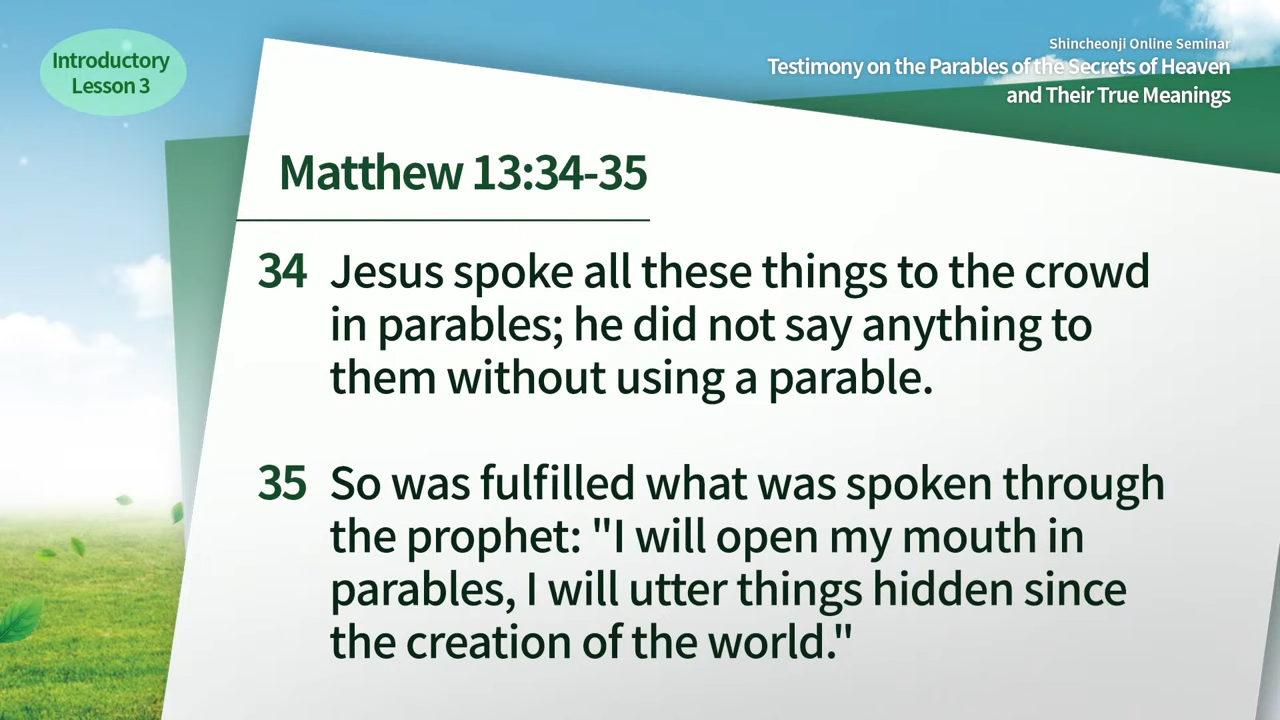 Introductory
Lesson 3
Shincheonji Online Seminar
Testimony on the Parables of the Secrets of Heaven
and Their True Meanings
Matthew 13:34-35
34 Jesus spoke all these things to the crowd
in parables; he did not say anything to
them without using a parable.
35 So was fulfilled what was spoken through
the prophet: "I will open my mouth in
parables, I will utter things hidden since
the creation of the world."